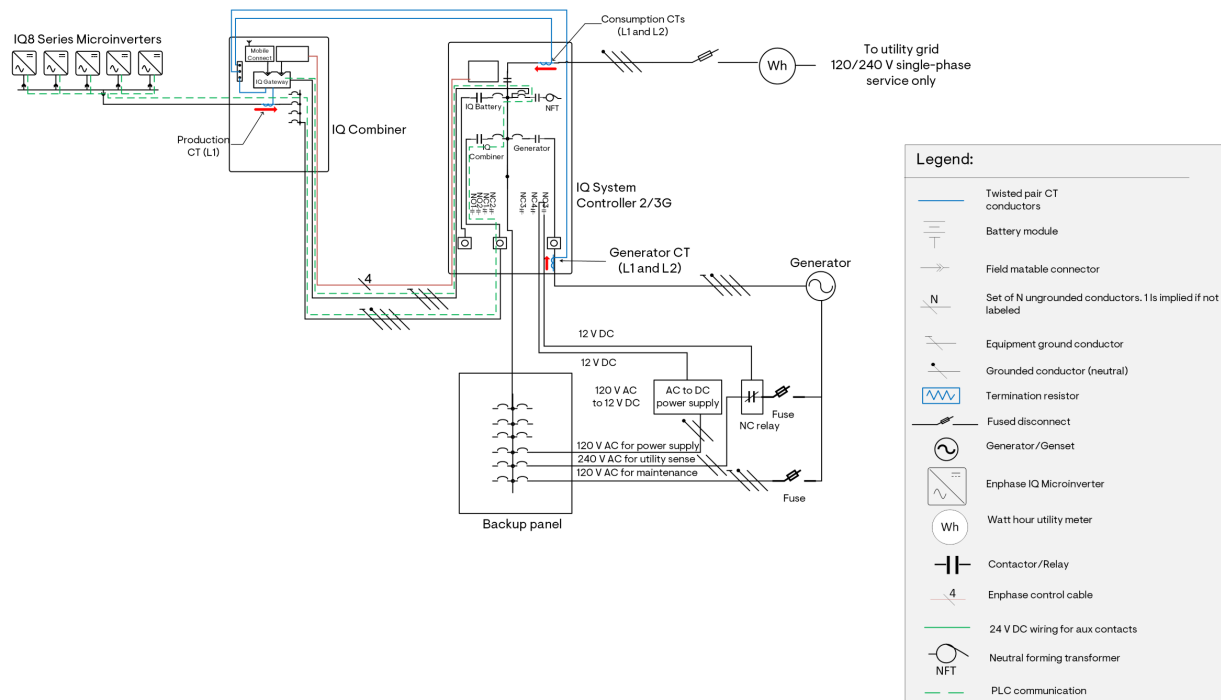 IQ8 Series Microinverters
Mobile
Connect
IQ Gateway
Production
CT (L1)
IQ Combiner
Consumption CTs
(L1 and L2)
Wh
To utility grid
120/240 V single-phase
service only
IQ Battery
NFT
IQ
Combiner
Generator
IQ System
Controller 2/3G
NC3
NC4
Generator CT
(L1 and L2)
Generator
4
12 V DC
12 V DC
120 V AC
to 12 V DC
AC to DC
power supply
NC relay
Fuse
120 V AC for power supply
240 V AC for utility sense
120 V AC for maintenance
Fuse
Backup panel
Legend:
Twisted pair CT
conductors
Battery module
Field matable connector
N
Set of N ungrounded conductors. 1 Is implied if not
labeled
Equipment ground conductor
Grounded conductor (neutral)
Termination resistor
Fused disconnect
Generator/Genset
Enphase IQ Microinverter
Wh
Watt hour utility meter
Contactor/Relay
4
Enphase control cable
24 V DC wiring for aux contacts
NFT
Neutral forming transformer
PLC communication